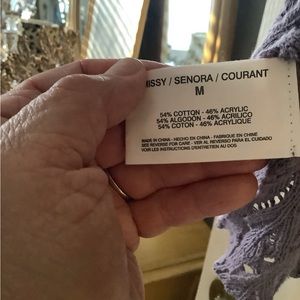 MISSY / SENORA / COURANT
M
54% COTTON - 46% ACRYLIC
54% ALGODON - 46% ACRILICO
54% COTON - 46% ACRYLIQUE
MADE IN CHINA - HECHO EN CHINA - FABRIQUE EN CHINE
SEE REVERSE FOR CARE - VER AL REVERSO PARA EL CUIDADO
VOIR LES INSTRUCTIONS D'ENTRETIEN AU DOS